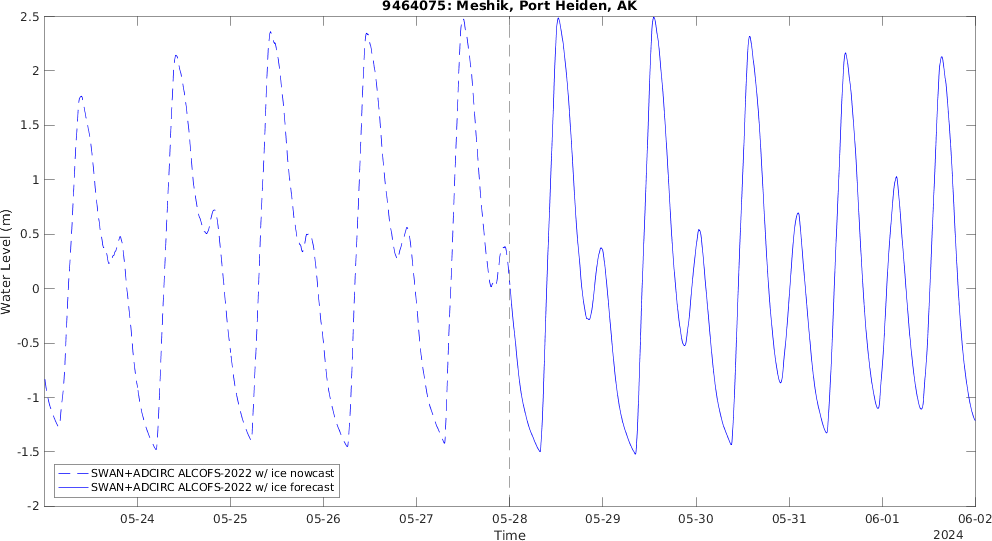 9464075: Meshik, Port Heiden, AK
2.5
2
1.5
1
0.5
0
-0.5
-1
-1.5
-2
Water Level (m)
SWAN+ADCIRC ALCOFS-2022 w/ ice nowcast
SWAN+ADCIRC ALCOFS-2022 w/ ice forecast
05-24 05-25 05-26 05-27 05-28 05-29 05-30 05-31 06-01 06-02
Time
2024